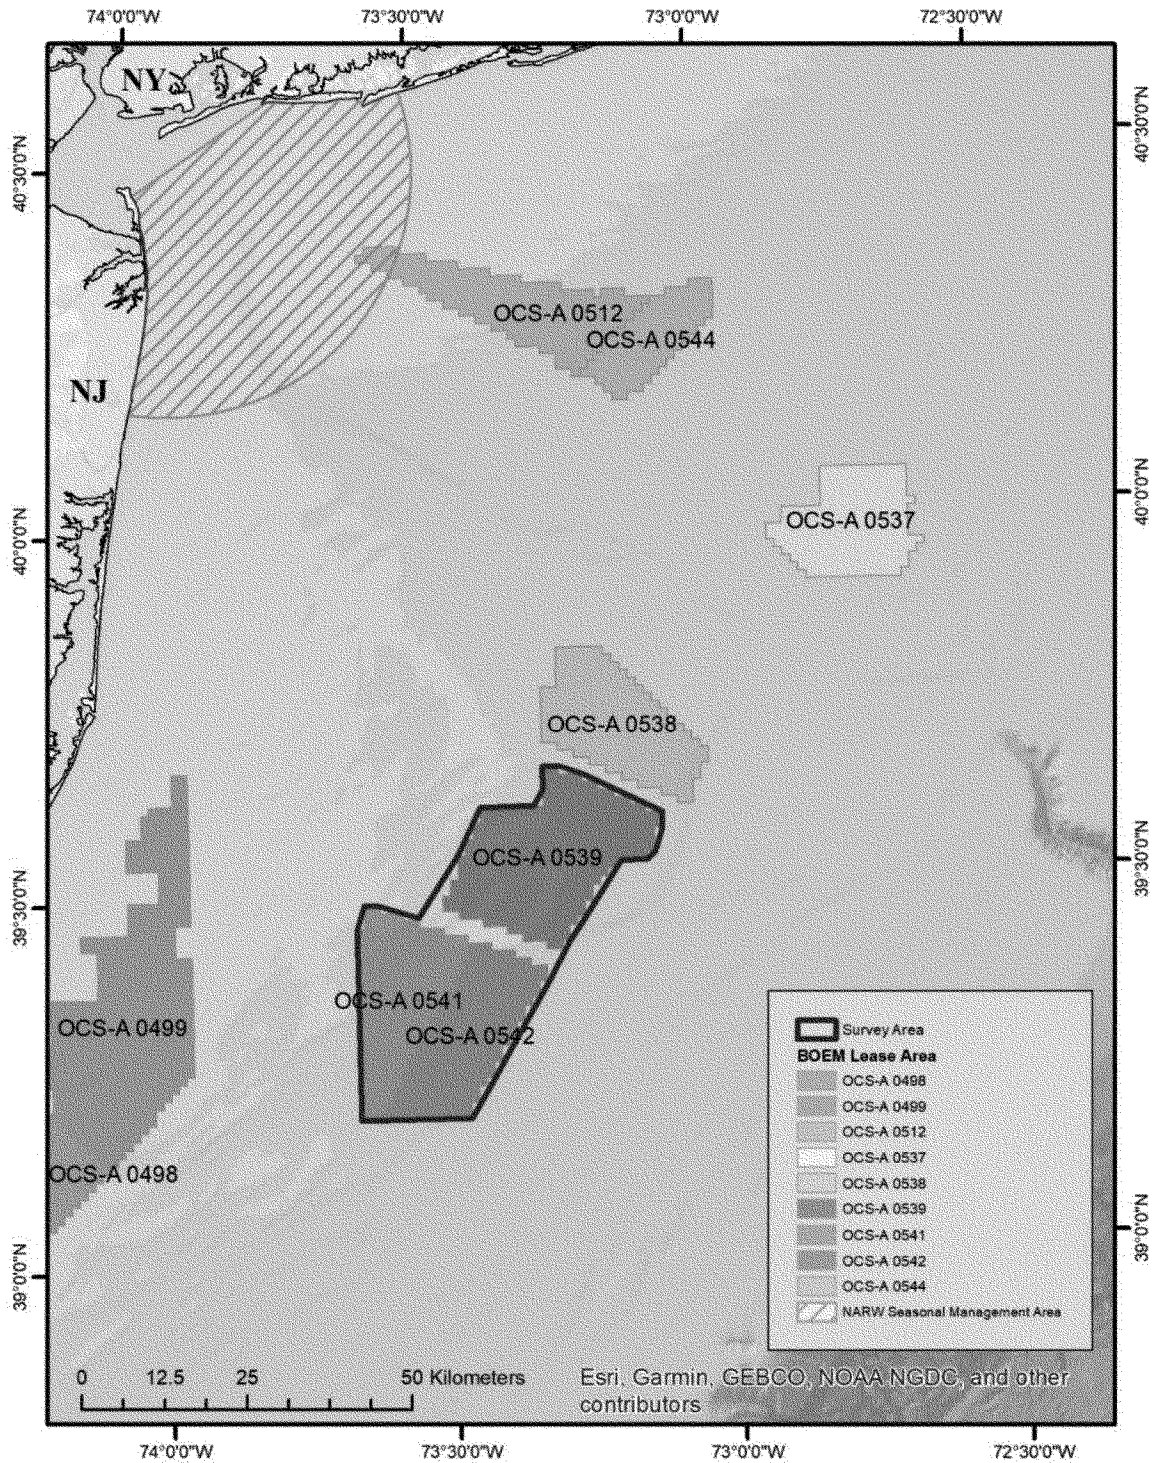 74°0'0"W
73°30'0"W
73°0'0"W
72°30'0"W
NY
40°30'0"N
40°30'0"N
OCS-A 0512
OCS-A 0544
NJ
40°0'0"N
OCS-A 0537
40°0'0"N
OCS-A 0538
39°30'0"N
OCS-A 0539
39°30'0"N
OCS-A 0541
OCS-A 0499
OCS-A 0542
OCS-A 0498
39°0'0"N
39°0'0"N
Survey Area
BOEM Lease Area
OCS-A 0498
OCS-A 0499
OCS-A 0512
OCS-A 0537
OCS-A 0538
OCS-A 0539
OCS-A 0541
OCS-A 0542
OCS-A 0544
NARW Seasonal Management Area
0 12.5 25 50 Kilometers
Esri, Garmin, GEBCO, NOAA NGDC, and other
contributors
74°0'0"W
73°30'0"W
73°0'0"W
72°30'0"W